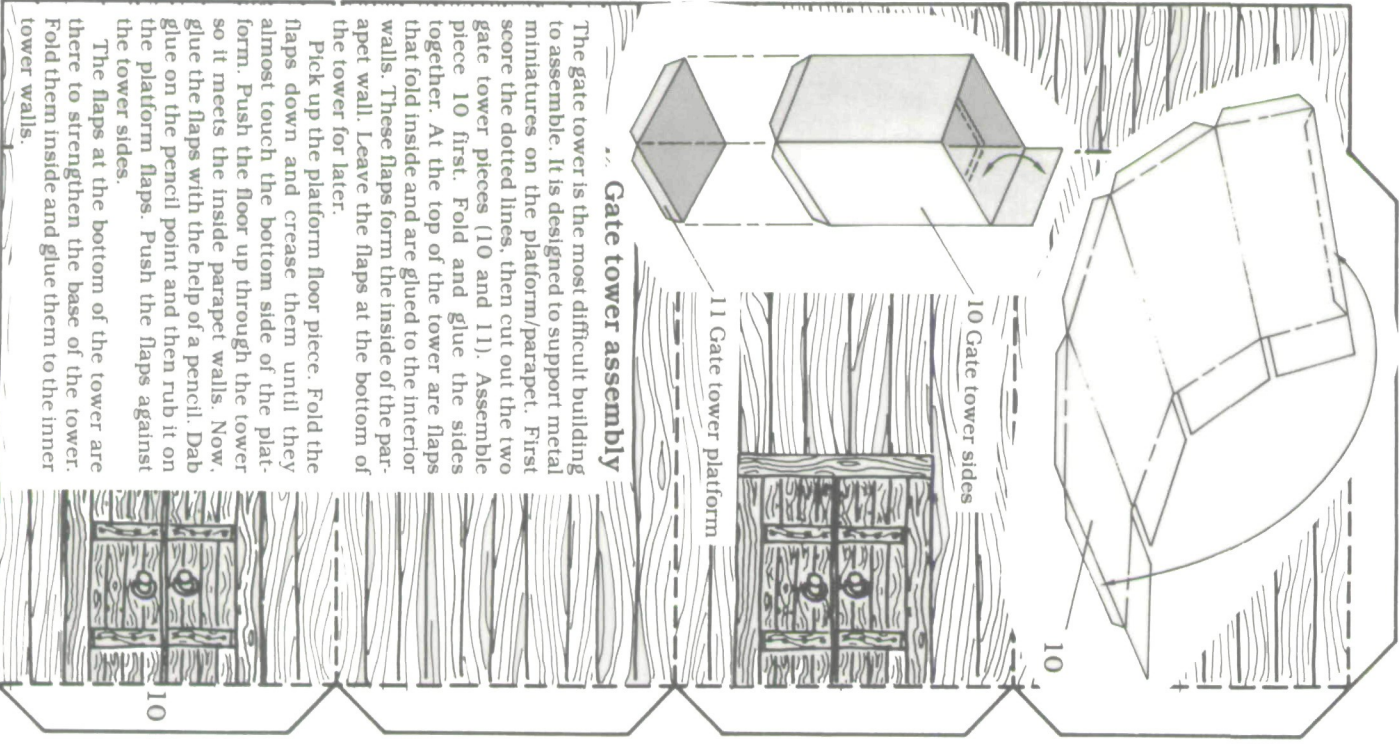 10
10 Gate tower sides
11 Gate tower platform
Gate tower assembly
The gate tower is the most difficult building
to assemble. It is designed to support metal
miniatures on the platform/parapet. First
score the dotted lines, then cut out the two
gate tower pieces (10 and 11). Assemble
piece 10 first. Fold and glue the sides
together. At the top of the tower are flaps
that fold inside and are glued to the interior
walls. These flaps form the inside of the par-
apet wall. Leave the flaps at the bottom of
the tower for later.
Pick up the platform floor piece. Fold the
flaps down and crease them until they
almost touch the bottom side of the plat-
form. Push the floor up through the tower
so it meets the inside parapet walls. Now,
glue the flaps with the help of a pencil. Dab
glue on the pencil point and then rub it on
the platform flaps. Push the flaps against
the tower sides.
The flaps at the bottom of the tower are
there to strengthen the base of the tower.
Fold them inside and glue them to the inner
tower walls.
10